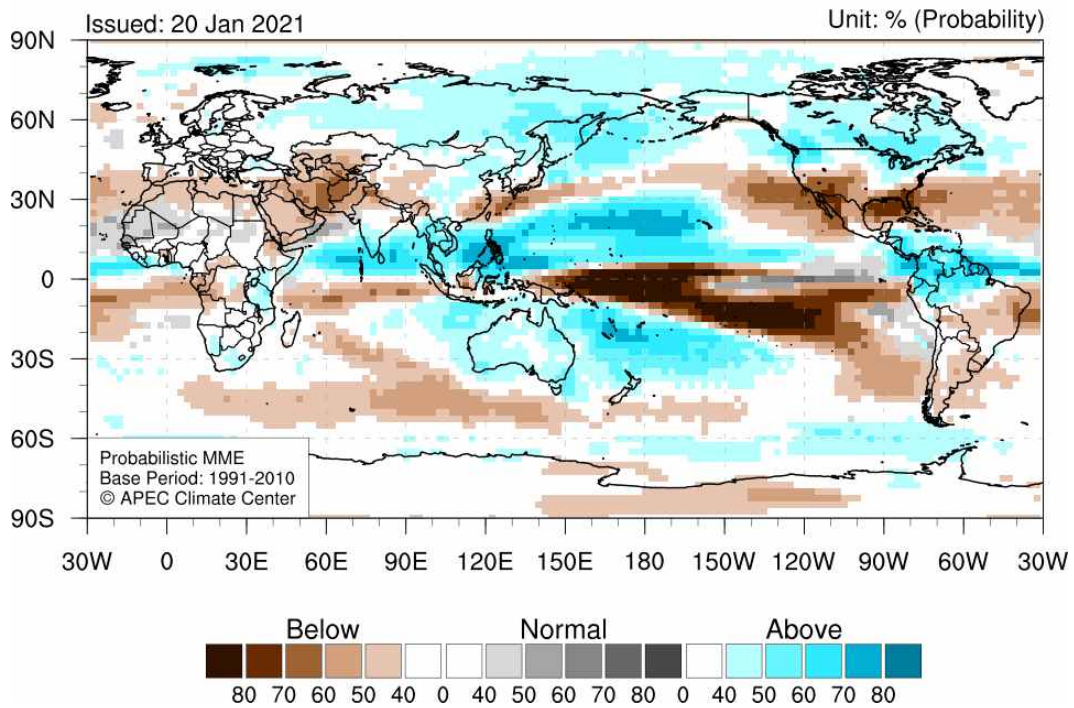 Issued: 20 Jan 2021
Unit: % (Probability)
90N
60N
30N
0
30S
60S
90S
Probabilistic MME
Base Period: 1991-2010
© APEC Climate Center
30W 0 30E 60E 90E 120E 150E 180 150W 120W 90W 60W 30W
Below Normal Above
80 70 60 50 40 0 40 50 60 70 80 0 40 50 60 70 80